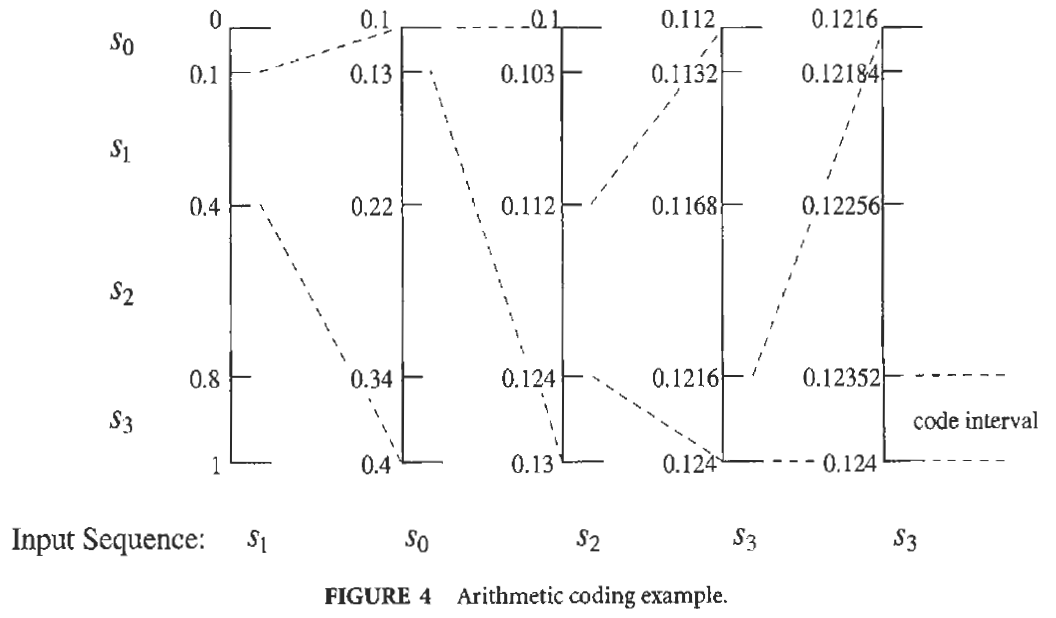 0 0.1 0.1 0.112 0.1216
s0
0.1 0.13 0.103 0.1132 0.12184
s1
0.4 0.22 0.112 0.1168 0.12256
s2
0.8 0.34 0.124 0.1216 0.12352
s3 code interval
1 0.4 0.13 0.124 0.124
Input Sequence: s1 s0 s2 s3 s3
FIGURE 4 Arithmetic coding example.